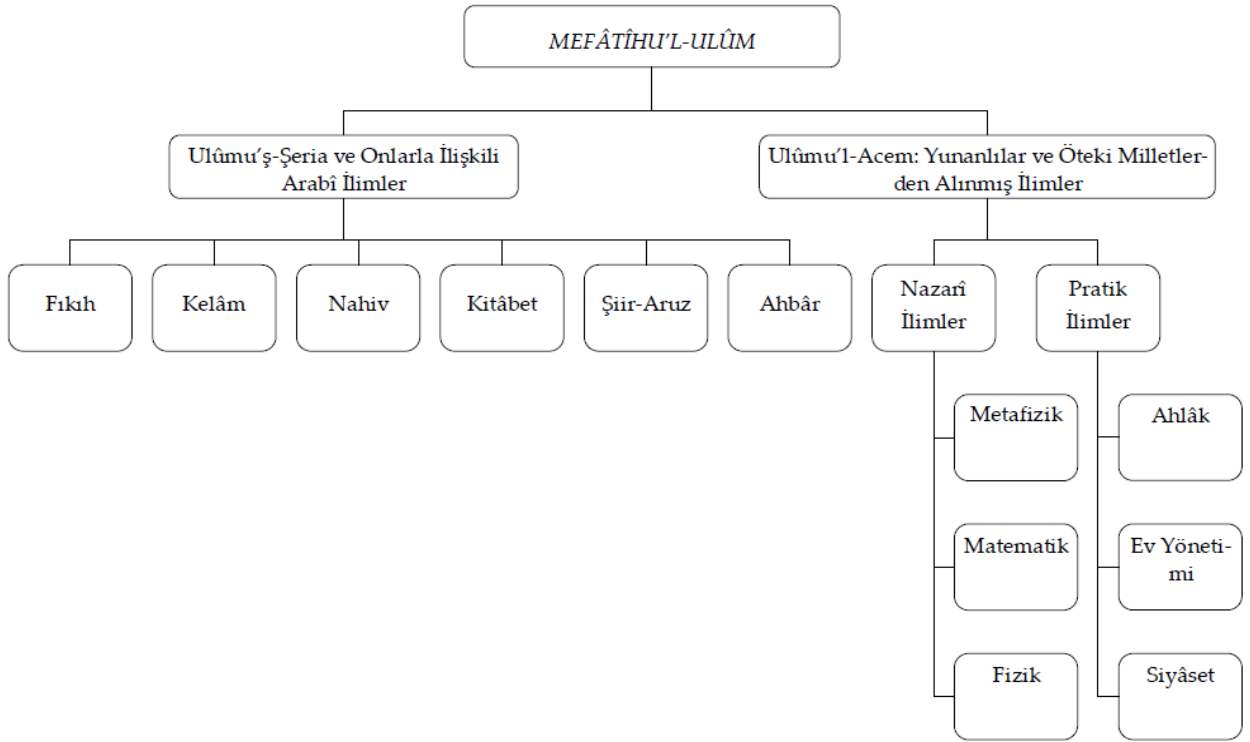 MEFÂTÎHU’L-ULÛM
Ulûmu’ş-Şeria ve Onlarla İlişkili
Arabî İlimler
Ulûmu’l-Acem: Yunanlılar ve Öteki Milletler-
den Alınmış İlimler
Fıkıh
Kelâm
Nahiv
Kitâbet
Şiir-Aruz
Ahbâr
Nazarî
İlimler
Pratik
İlimler
Metafizik
Ahlâk
Matematik
Ev Yöneti-
mi
Fizik
Siyâset